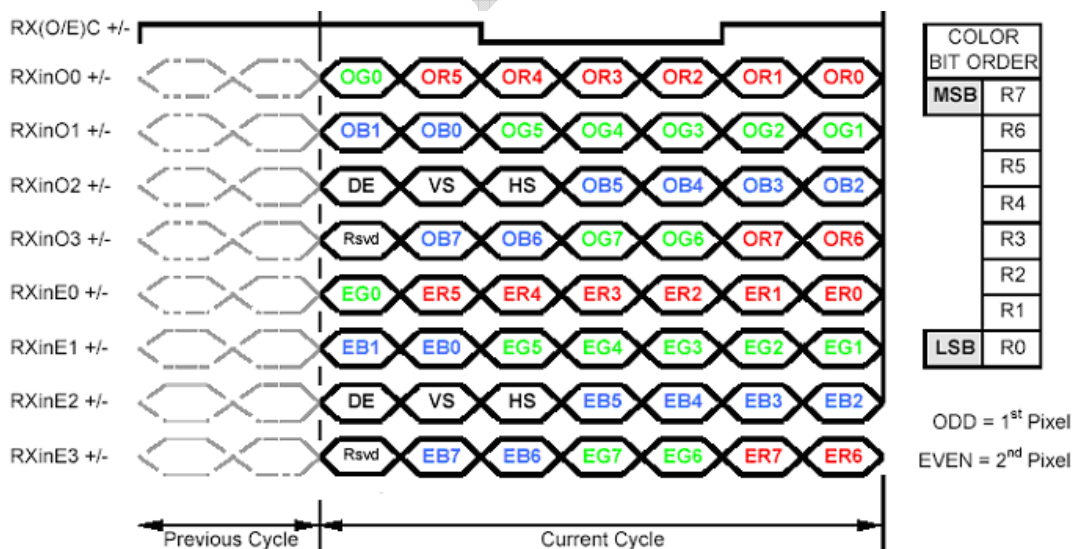 RX(O/E)C +/-
RXinO0 +/- OG0 OR5 OR4 OR3 OR2 OR1 OR0
RXinO1 +/- OB1 OB0 OG5 OG4 OG3 OG2 OG1
RXinO2 +/- DE VS HS OB5 OB4 OB3 OB2
RXinO3 +/- Rsvd OB7 OB6 OG7 OG6 OR7 OR6
RXinE0 +/- EG0 ER5 ER4 ER3 ER2 ER1 ER0
RXinE1 +/- EB1 EB0 EG5 EG4 EG3 EG2 EG1
RXinE2 +/- DE VS HS EB5 EB4 EB3 EB2
RXinE3 +/- Rsvd EB7 EB6 EG7 EG6 ER7 ER6
Previous Cycle Current Cycle
COLOR
BIT ORDER
MSB R7
R6
R5
R4
R3
R2
R1
LSB R0
ODD = 1st Pixel
EVEN = 2nd Pixel